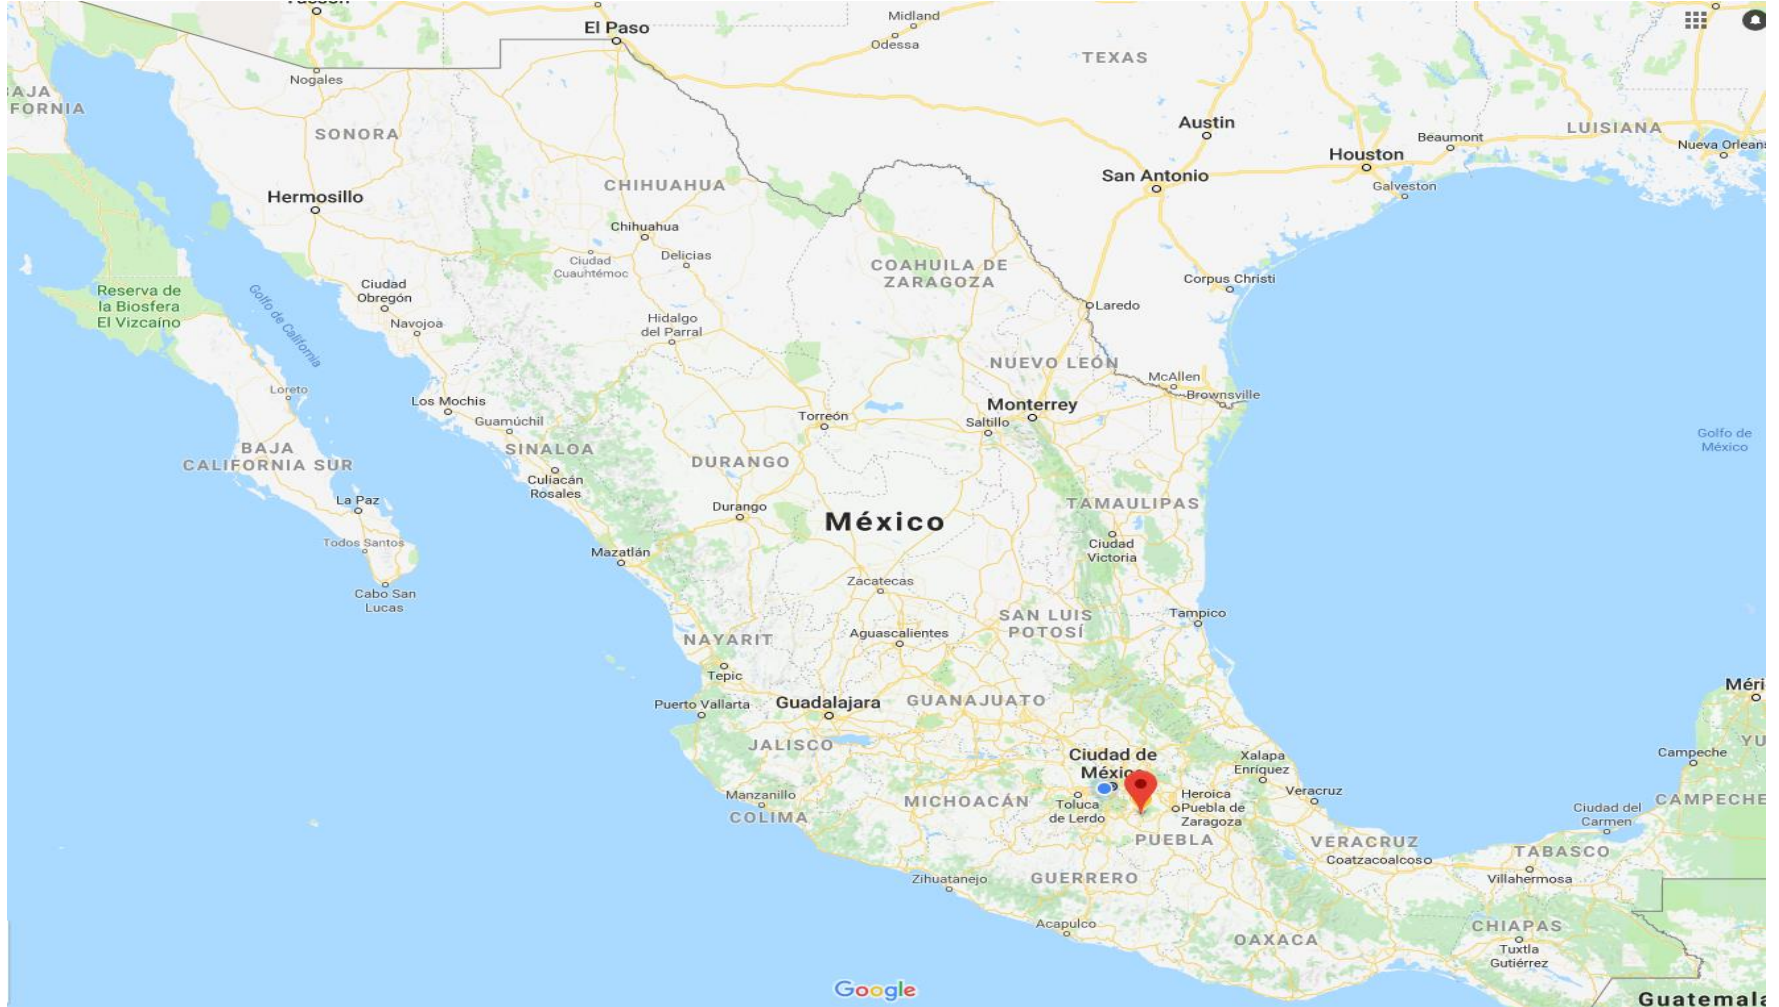 Tucson
El Paso
Midland
Odessa
TEXAS
Nogales
BAJA
CALIFORNIA
SONORA
Austin
LUISIANA
Beaumont
Houston
Nueva Orleans
San Antonio
Galveston
CHIHUAHUA
Hermosillo
Chihuahua
Delicias
Ciudad
Cuauhtémoc
COAHUILA DE
ZARAGOZA
Corpus Christi
Reserva de
la Biosfera
El Vizcaíno
Golfo de California
Ciudad
Obregón
Navojoa
Laredo
Hidalgo
del Parral
NUEVO LEÓN
McAllen
Brownsville
Loreto
Los Mochis
Guamúchil
Torreón
Monterrey
Saltillo
Golfo de
México
BAJA
CALIFORNIA SUR
SINALOA
DURANGO
Culiacán
Rosales
La Paz
Durango
México
TAMAULIPAS
Todos Santos
Mazatlán
Ciudad
Victoria
Cabo San
Lucas
Zacatecas
SAN LUIS
POTOSÍ
Tampico
NAYARIT
Aguascalientes
Tepic
Puerto Vallarta
Guadalajara
GUANAJUATO
Méri
JALISCO
Ciudad de
México
Xalapa
Enríquez
Campeche
YU
Manzanillo
COLIMA
MICHOACÁN
Toluca
de Lerdo
Heroica
Puebla de
Zaragoza
Veracruz
Ciudad del
Carmen
CAMPECHE
PUEBLA
VERACRUZ
Coatzacoalcos
TABASCO
Villahermosa
Zihuatanejo
GUERRERO
Acapulco
OAXACA
CHIAPAS
Tuxtla
Gutiérrez
Google
Guatemala